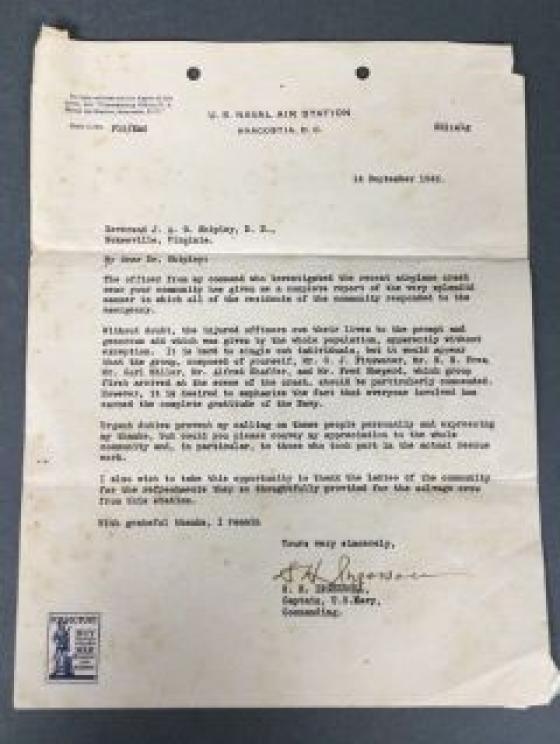 U. S. NAVAL AIR STATION
ANACOSTIA, D. C.
September 1942.
Reverend J. A. H. Shipley, D. D.,
Virginia.
My dear Dr. Shipley:
The officer from my command who investigated the recent airplane crash
near your community has given me a complete report of the very splendid
manner in which all of the residents of the community responded to the
emergency.
Without doubt, the injured officers owe their lives to the prompt and
generous aid which was given by the whole population, apparently without
exception. It is hard to single out individuals, but it would appear
that the group, composed of yourself, Mr.
Mr. Carl Miller, Mr. Alfred Shaffer, and Mr. Fred Shepard, which group
first arrived at the scene of the crash, should be particularly commended.
However, it is desired to emphasize the fact that everyone involved has
earned the complete gratitude of the Navy.
Urgent duties prevent my calling on these people personally and expressing
my thanks, but could you please convey my appreciation to the whole
community and, in particular, to those who took part in the actual rescue
work.
I also wish to take this opportunity to thank the ladies of the community
for the refreshments they so thoughtfully provided for the salvage crew
from this station.
With grateful thanks, I remain
Yours very sincerely,
Captain, U.S.Navy,
Commanding.
FOR VICTORY
BUY
WAR